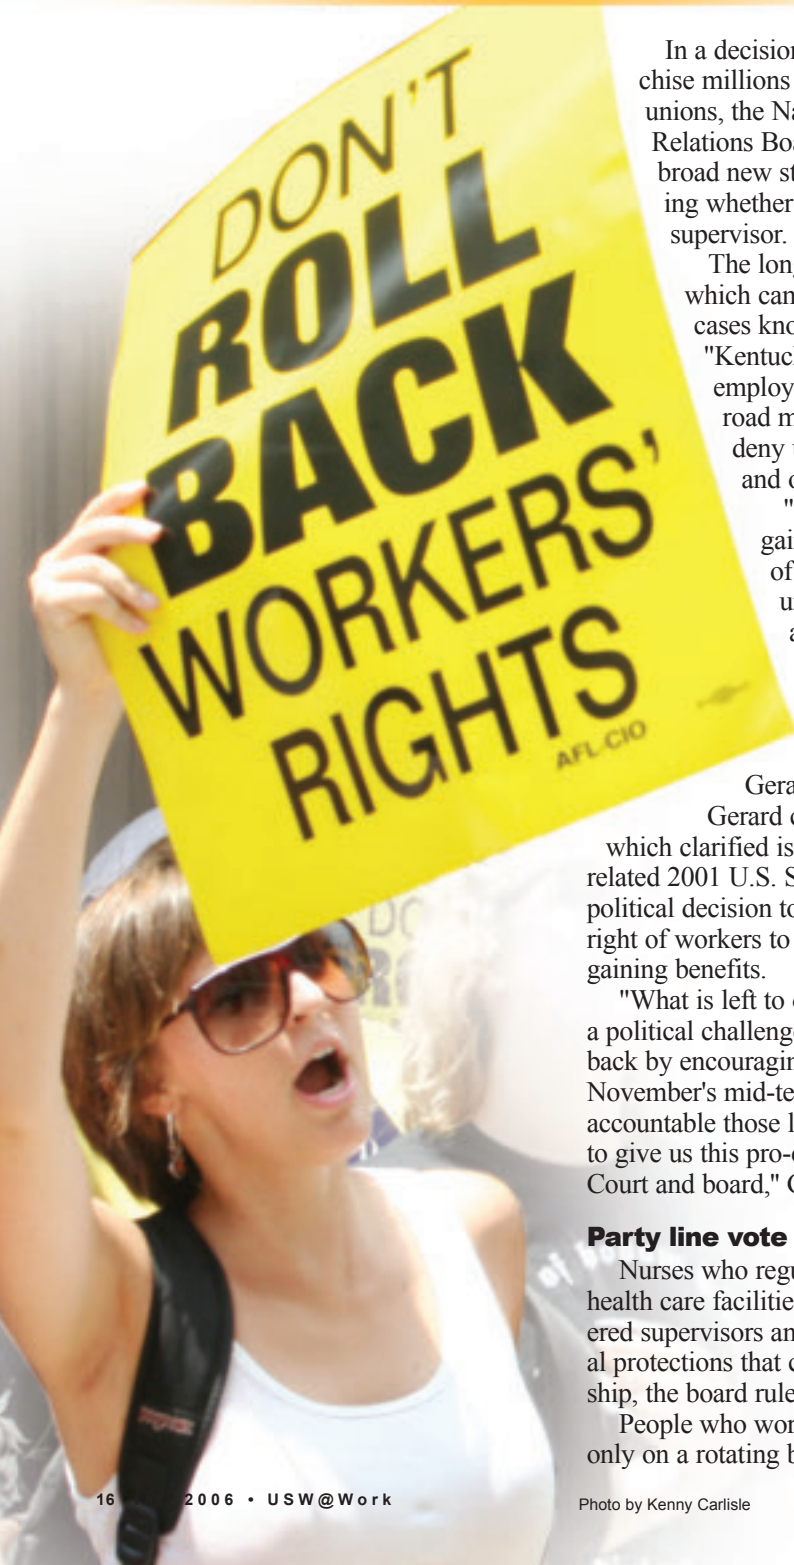 DON'T
ROLL
BACK
WORKERS'
RIGHTS
AFL-CIO
DO
In a decision
chise millions
unions, the Na
Relations Boa
broad new st
ing whether
supervisor.
The long
which cam
cases kno
"Kentuck
employ
road m
deny
and o
"
gain
of
u
a
Gera
Gerard c
which clarified is
related 2001 U.S. S
political decision to
right of workers to
gaining benefits.
"What is left to
a political challenge
back by encouragin
November's mid-te
accountable those l
to give us this pro-c
Court and board," G
Party line vote
Nurses who regu
health care facilitie
ered supervisors an
al protections that c
ship, the board rule
People who wor
only on a rotating b
16 2006 • USW@Work
Photo by Kenny Carlisle